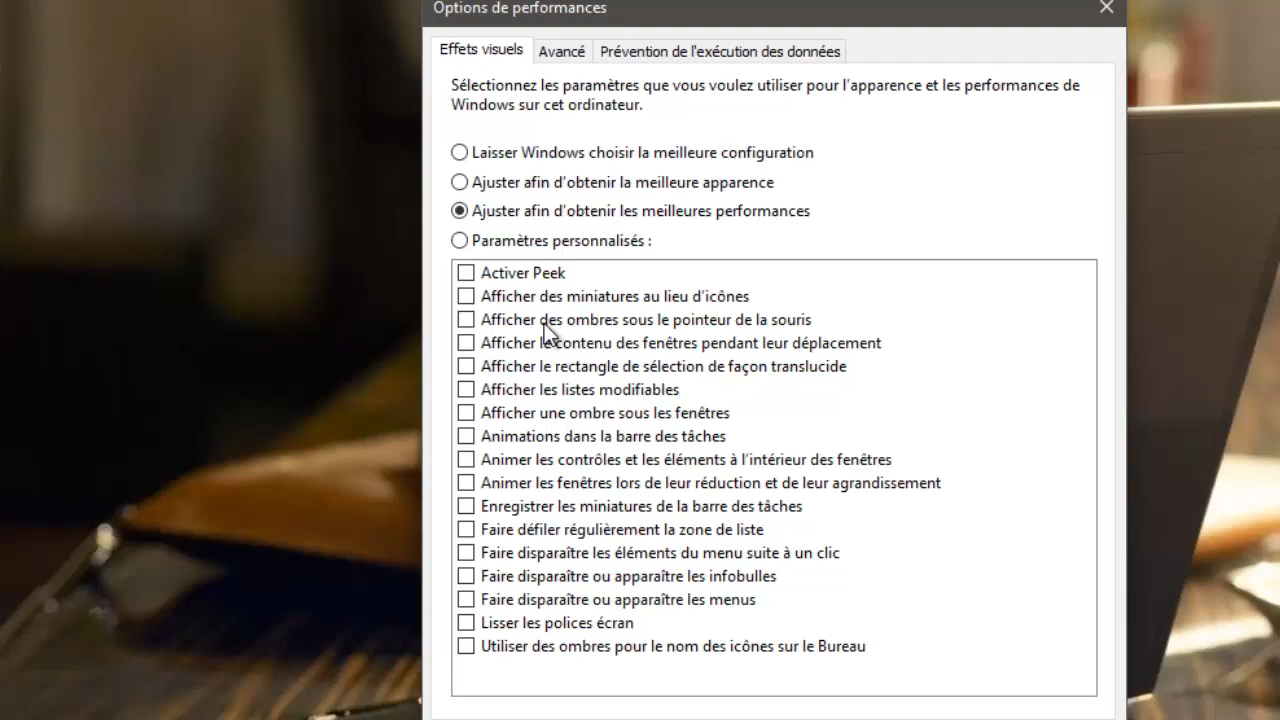 Options de performances
Effets visuels
Avancé
Prévention de l'exécution des données
Sélectionnez les paramètres que vous voulez utiliser pour l'apparence et les performances de
Windows sur cet ordinateur.
Laisser Windows choisir la meilleure configuration
Ajuster afin d'obtenir la meilleure apparence
Ajuster afin d'obtenir les meilleures performances
Paramètres personnalisés :
Activer Peek
Afficher des miniatures au lieu d'icônes
Afficher des ombres sous le pointeur de la souris
Afficher le contenu des fenêtres pendant leur déplacement
Afficher le rectangle de sélection de façon translucide
Afficher les listes modifiables
Afficher une ombre sous les fenêtres
Animations dans la barre des tâches
Animer les contrôles et les éléments à l'intérieur des fenêtres
Animer les fenêtres lors de leur réduction et de leur agrandissement
Enregistrer les miniatures de la barre des tâches
Faire défiler régulièrement la zone de liste
Faire disparaître les éléments du menu suite à un clic
Faire disparaître ou apparaître les infobulles
Faire disparaître ou apparaître les menus
Lisser les polices écran
Utiliser des ombres pour le nom des icônes sur le Bureau